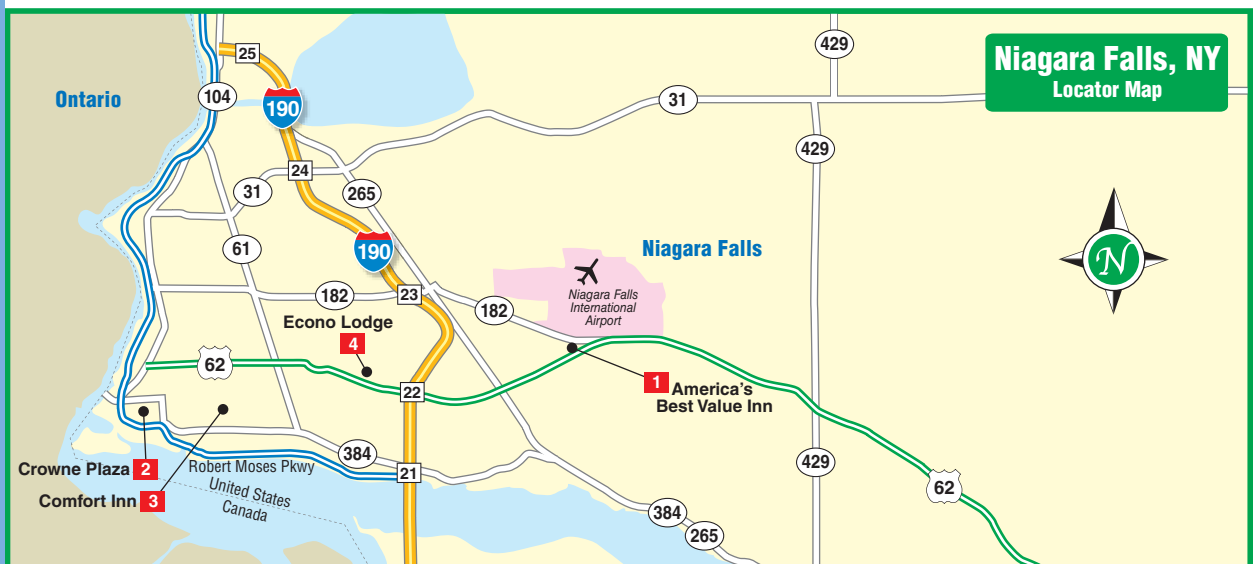 Niagara Falls, NY
Locator Map
429
25
Ontario
104
190
31
429
24
31
265
61
190
Niagara Falls
N
182
23
182
Niagara Falls
International
Airport
Econo Lodge
4
62
22
1 America's
Best Value Inn
384
Crowne Plaza 2
Robert Moses Pkwy
21
429
Comfort Inn 3
United States
Canada
62
384
265